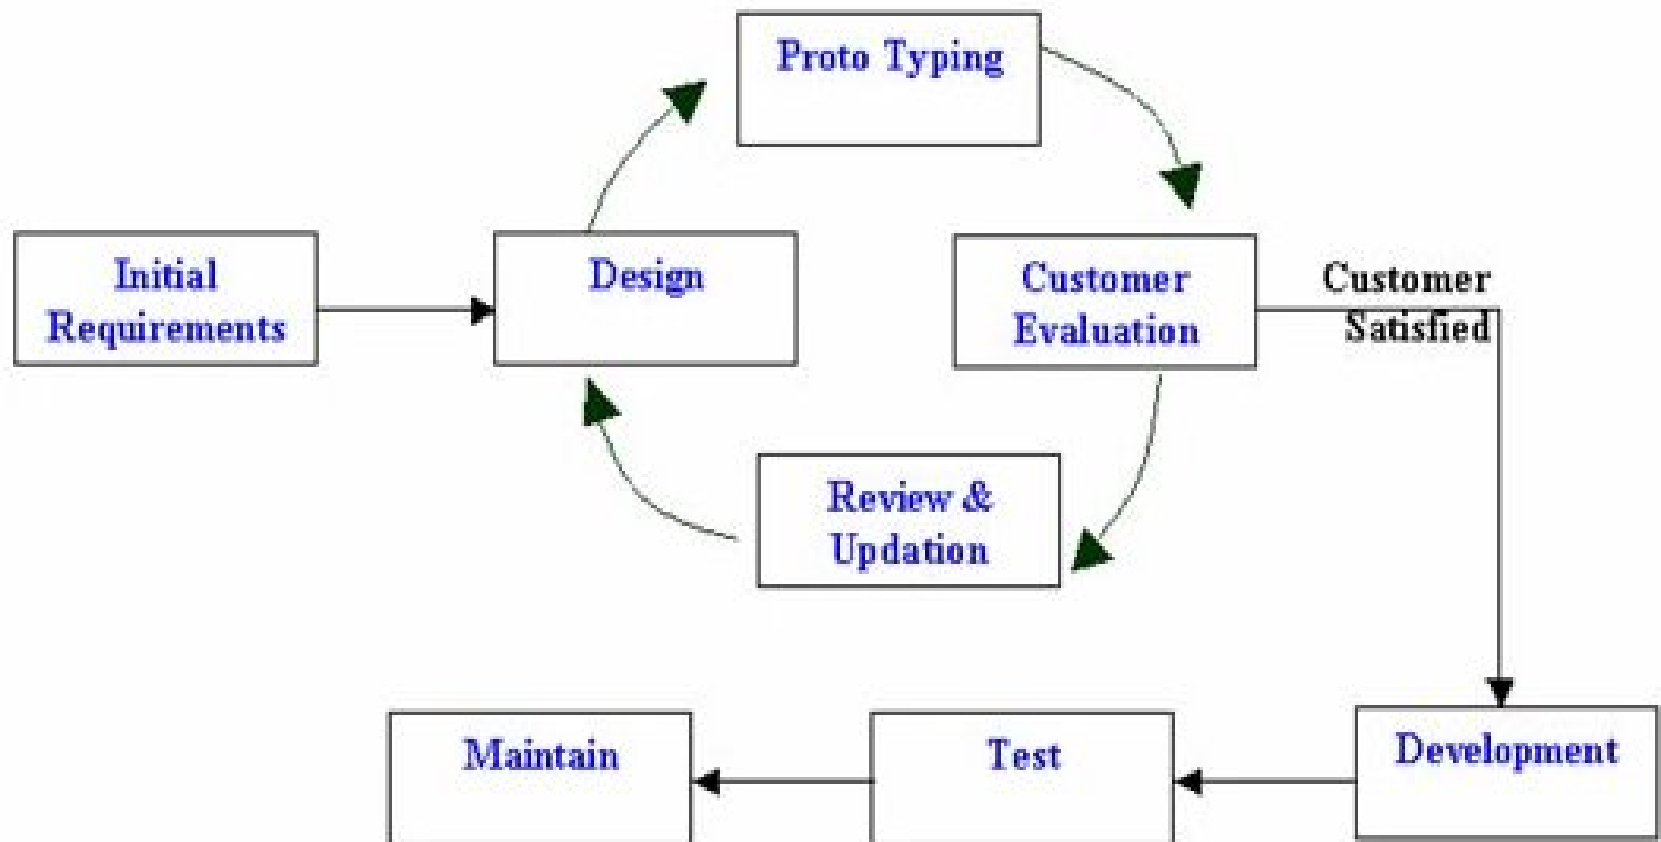 Proto Typing
Initial
Requirements
Design
Customer
Evaluation
Customer
Satisfied
Review &
Updation
Maintain
Test
Development